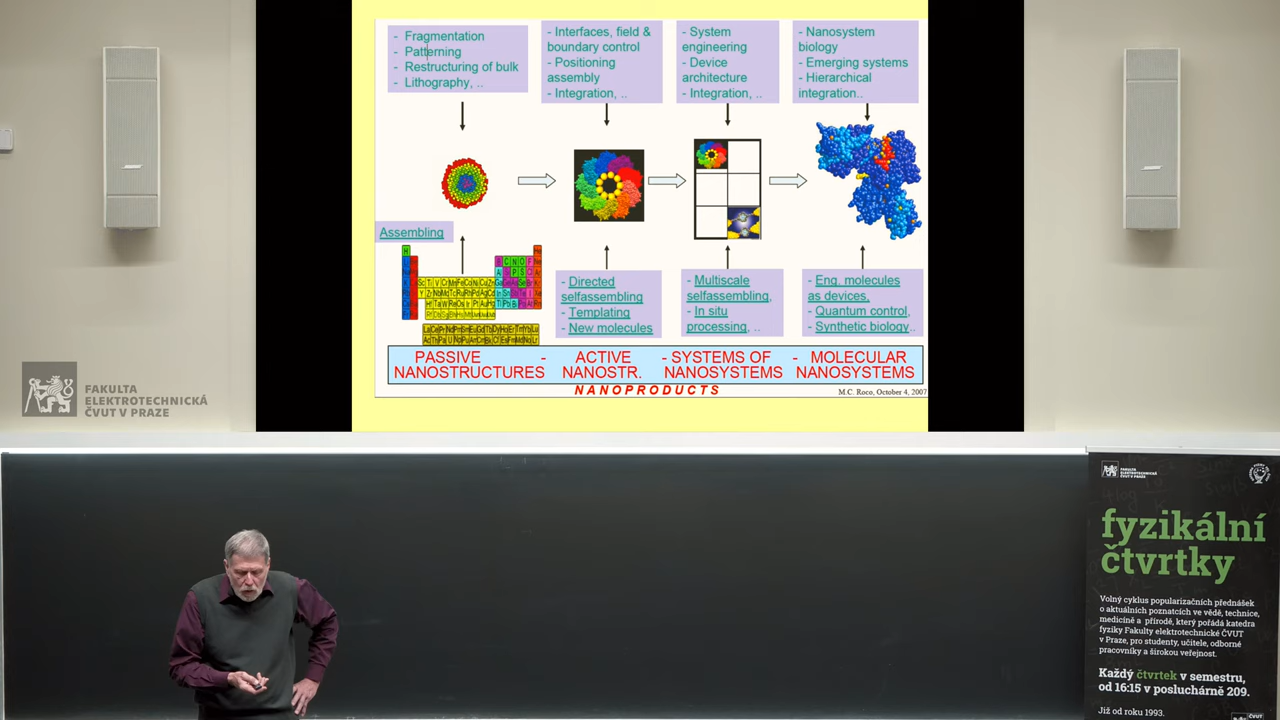 - Fragmentation
- Patterning
- Restructuring of bulk
- Lithography, ..
- Interfaces, field &
boundary control
- Positioning
assembly
- Integration, ..
- System
engineering
- Device
architecture
- Integration, ..
- Nanosystem
biology
- Emerging systems
- Hierarchical
integration..
Assembling
- Directed
selfassembling
- Templating
- New molecules
- Multiscale
selfassembling,
- In situ
processing, ..
- Eng. molecules
as devices,
- Quantum control,
- Synthetic biology..
PASSIVE - ACTIVE - SYSTEMS OF - MOLECULAR
NANOSTRUCTURES NANOSTR. NANOSYSTEMS NANOSYSTEMS
NANOPRODUCTS
M.C. Roco, October 4, 2007
FAKULTA
ELEKTROTECHNICKÁ
ČVUT V PRAZE
FAKULTA
ELEKTROTECHNICKÁ
ČVUT V PRAZE
fyzikální
čtvrtky
Volný cyklus popularizačních přednášek
o aktuálních poznatcích ve vědě, technice,
medicíně a přírodě, který pořádá katedra
fyziky Fakulty elektrotechnické ČVUT
v Praze, pro studenty, učitele, odborné
pracovníky a širokou veřejnost.
Každý čtvrtek v semestru,
od 16:15 v posluchárně 209.
Již od roku 1993.